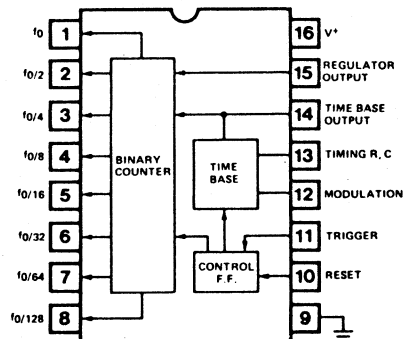 f0 1
f0/2 2
f0/4 3
f0/8 4
f0/16 5
f0/32 6
f0/64 7
f0/128 8
BINARY
COUNTER
TIME
BASE
CONTROL
F.F.
16 V+
15 REGULATOR
OUTPUT
14 TIME BASE
OUTPUT
13 TIMING R, C
12 MODULATION
11 TRIGGER
10 RESET
9